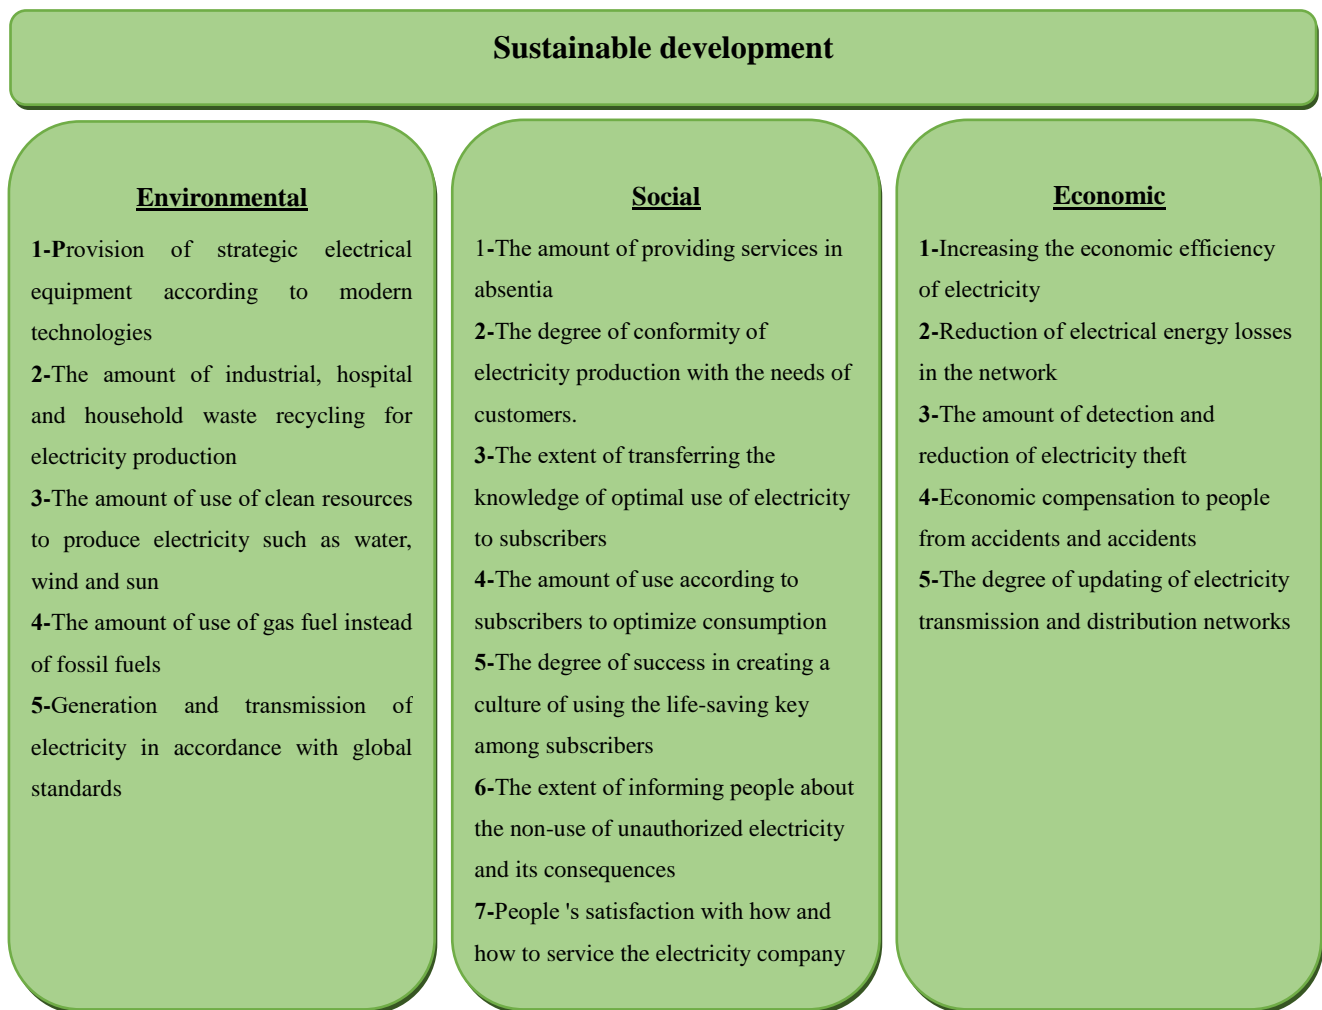 Sustainable development
Environmental
1-Provision of strategic electrical
equipment according to modern
technologies
2-The amount of industrial, hospital
and household waste recycling for
electricity production
3-The amount of use of clean resources
to produce electricity such as water,
wind and sun
4-The amount of use of gas fuel instead
of fossil fuels
5-Generation and transmission of
electricity in accordance with global
standards
Social
1-The amount of providing services in
absentia
2-The degree of conformity of
electricity production with the needs of
customers.
3-The extent of transferring the
knowledge of optimal use of electricity
to subscribers
4-The amount of use according to
subscribers to optimize consumption
5-The degree of success in creating a
culture of using the life-saving key
among subscribers
6-The extent of informing people about
the non-use of unauthorized electricity
and its consequences
7-People 's satisfaction with how and
how to service the electricity company
Economic
1-Increasing the economic efficiency
of electricity
2-Reduction of electrical energy losses
in the network
3-The amount of detection and
reduction of electricity theft
4-Economic compensation to people
from accidents and accidents
5-The degree of updating of electricity
transmission and distribution networks